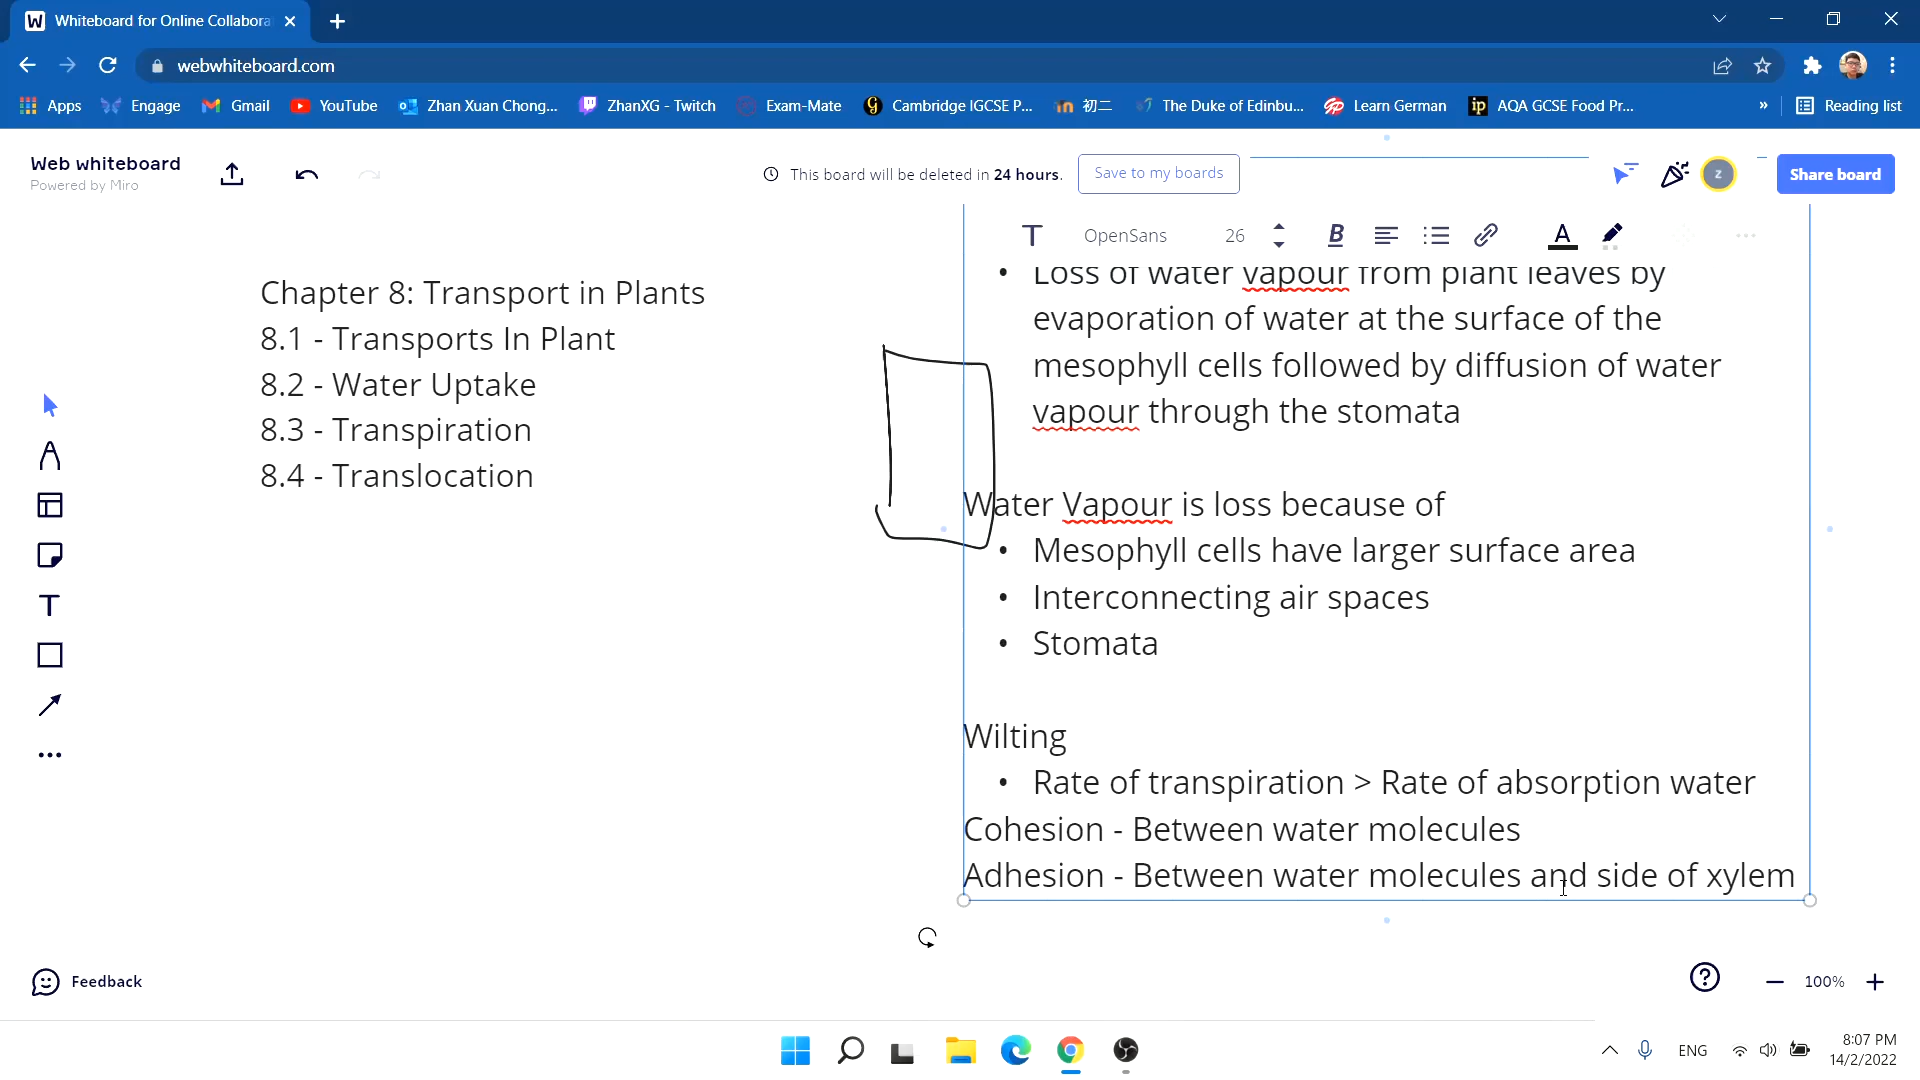 Whiteboard for Online Collabora
webwhiteboard.com
Apps Engage Gmail YouTube Zhan Xuan Chong... ZhanXG - Twitch Exam-Mate Cambridge IGCSE P... 初二 The Duke of Edinbu... Learn German AQA GCSE Food Pr... » Reading list
Web whiteboard
Powered by Miro
This board will be deleted in 24 hours.
Save to my boards
Z
Share board
OpenSans 26
Chapter 8: Transport in Plants
8.1 - Transports In Plant
8.2 - Water Uptake
8.3 - Transpiration
8.4 - Translocation
• Loss of water vapour from plant leaves by
evaporation of water at the surface of the
mesophyll cells followed by diffusion of water
vapour through the stomata
Water Vapour is loss because of
• Mesophyll cells have larger surface area
• Interconnecting air spaces
• Stomata
Wilting
• Rate of transpiration > Rate of absorption water
Cohesion - Between water molecules
Adhesion - Between water molecules and side of xylem
Feedback
100%
ENG
8:07 PM
14/2/2022